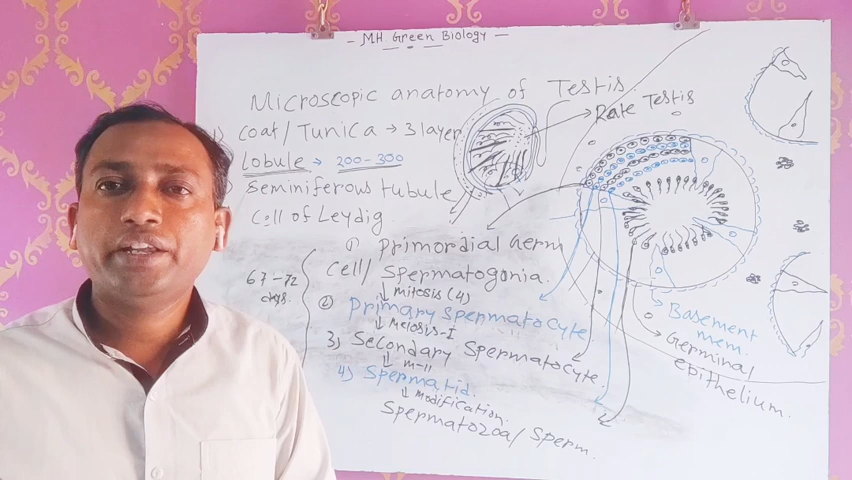 - MH. Green Biology -
Microscopic anatomy of Testis.
1) Coat / Tunica → 3 layer
Lobule → 200-300
Seminiferous tubule
Cell of Leydig.
Rete Testis
① Primordial Germ
Cell / Spermatogonia.
↓ Mitosis (4)
67-72
days.
② Primary Spermatocyte
↓ Meiosis-I
3) Secondary Spermatocyte.
↓ m-II
4) Spermatid.
↓ modification.
Spermatozoa / Sperm.
Basement
mem.
Germinal
epithelium.